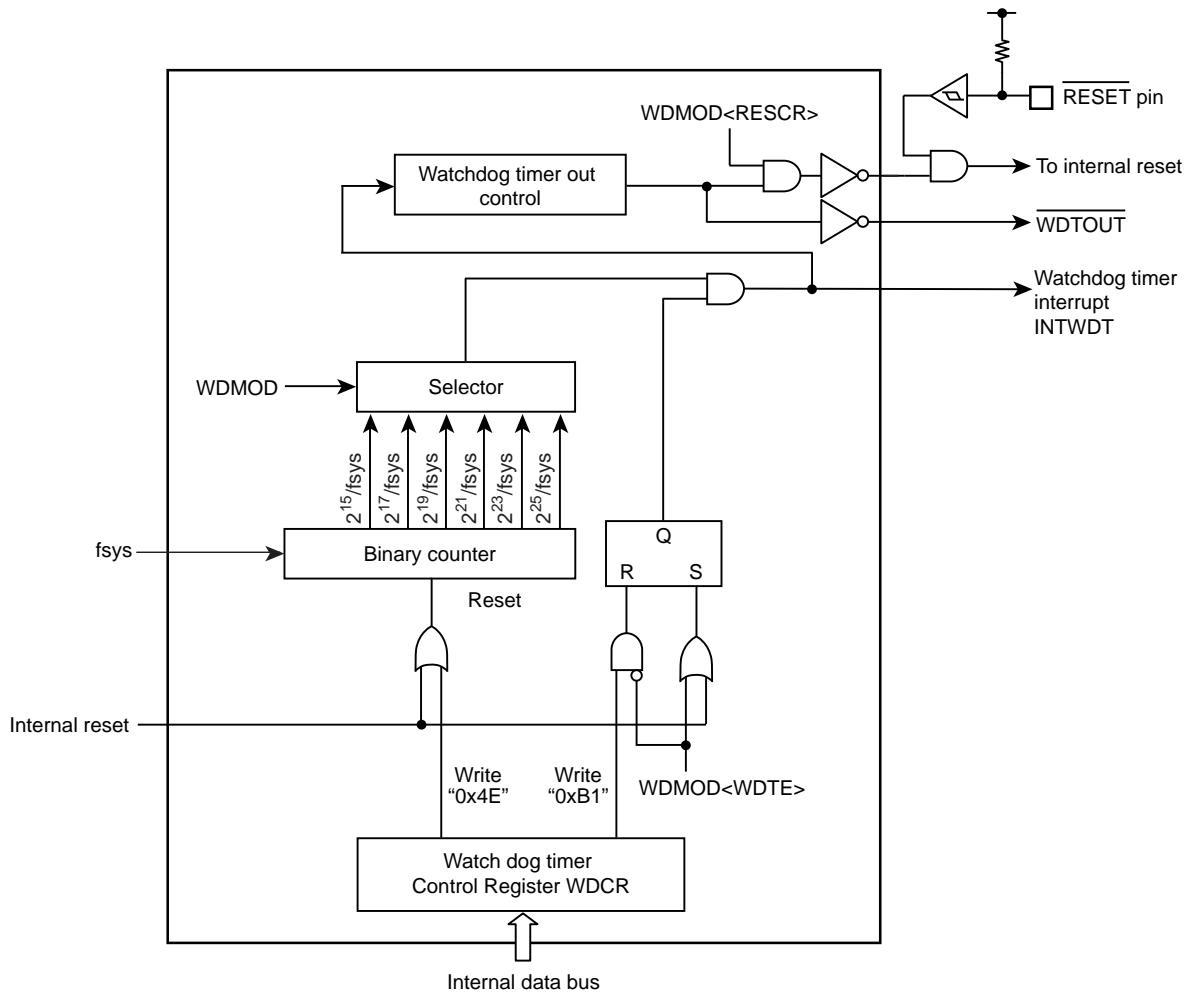 RESET pin
WDMOD<RESCR>
Watchdog timer out
control
To internal reset
WDTOUT
Watchdog timer
interrupt
INTWDT
WDMOD
Selector
2^15/fsys
2^17/fsys
2^19/fsys
2^21/fsys
2^23/fsys
2^25/fsys
fsys
Binary counter
Q
R S
Reset
Internal reset
Write
“0x4E”
Write
“0xB1”
WDMOD<WDTE>
Watch dog timer
Control Register WDCR
Internal data bus